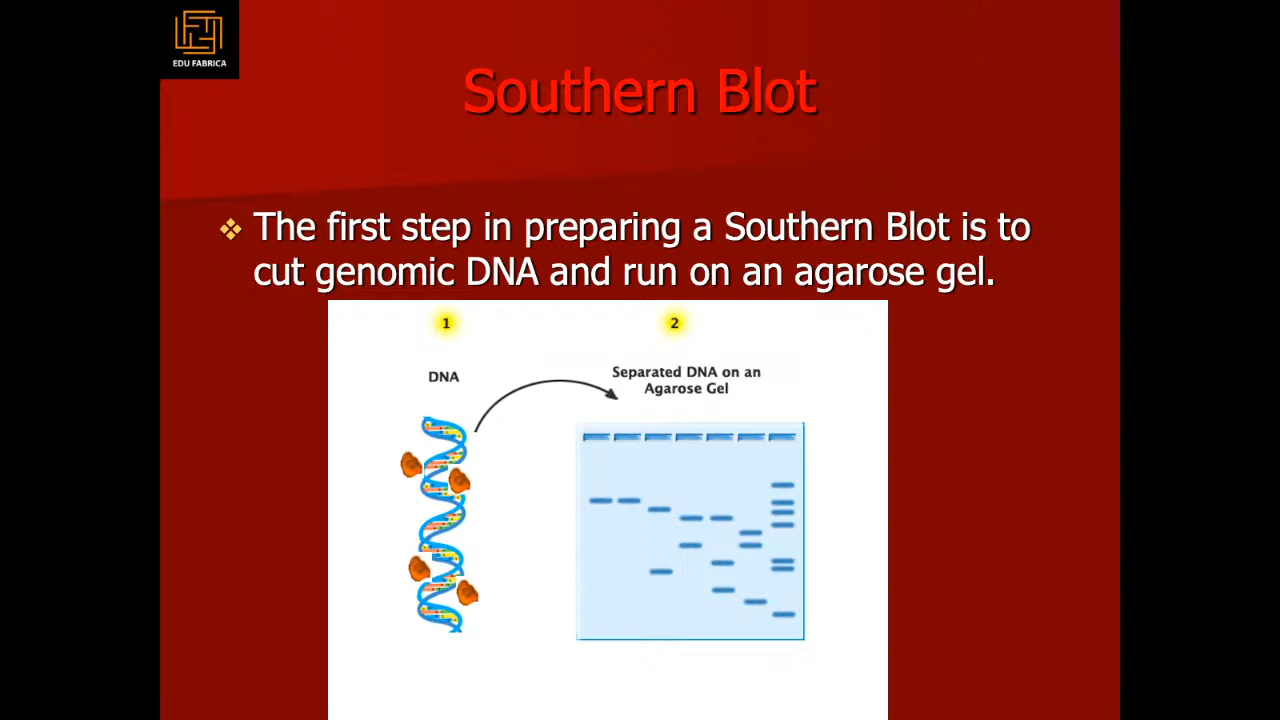 EDU FABRICA
Southern Blot
❖ The first step in preparing a Southern Blot is to
cut genomic DNA and run on an agarose gel.
1
2
DNA
Separated DNA on an
Agarose Gel